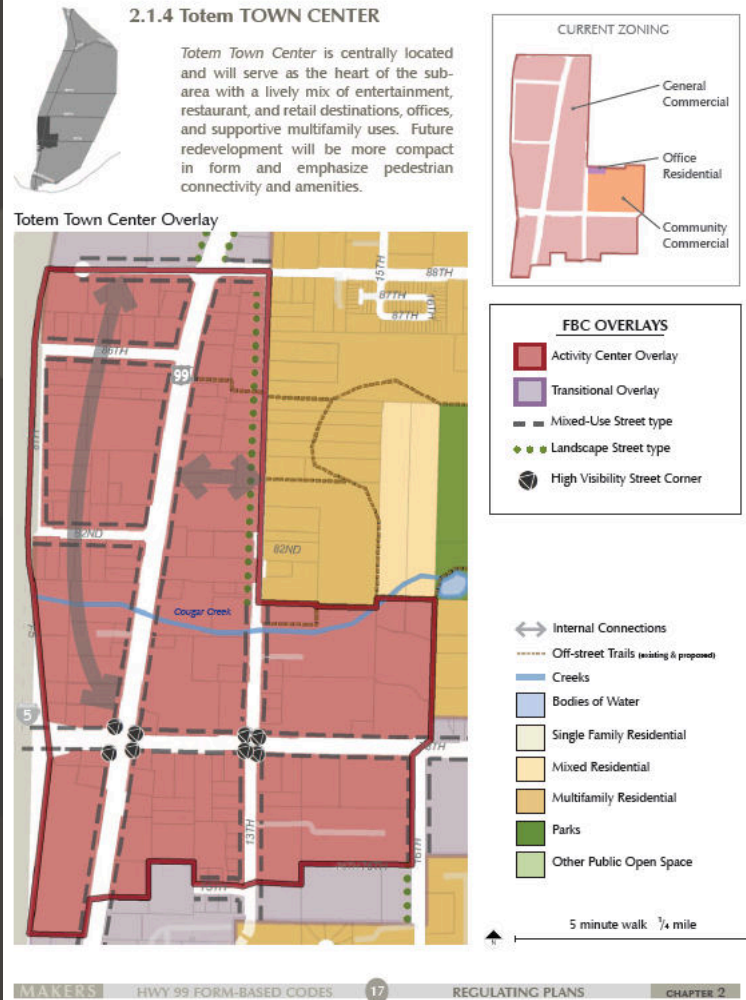 2.1.4 Totem TOWN CENTER
Totem Town Center is centrally located
and will serve as the heart of the sub-
area with a lively mix of entertainment,
restaurant, and retail destinations, offices,
and supportive multifamily uses. Future
redevelopment will be more compact
in form and emphasize pedestrian
connectivity and amenities.
CURRENT ZONING
General
Commercial
Office
Residential
Community
Commercial
Totem Town Center Overlay
15TH
88TH
87TH
16TH
87TH
86TH
99
82ND
82ND
Cougar Creek
5
13TH
16TH
FBC OVERLAYS
Activity Center Overlay
Transitional Overlay
Mixed-Use Street type
Landscape Street type
High Visibility Street Corner
Internal Connections
Off-street Trails (existing & proposed)
Creeks
Bodies of Water
Single Family Residential
Mixed Residential
Multifamily Residential
Parks
Other Public Open Space
5 minute walk 1/4 mile
N
MAKERS
HWY 99 FORM-BASED CODES
17
REGULATING PLANS
CHAPTER 2